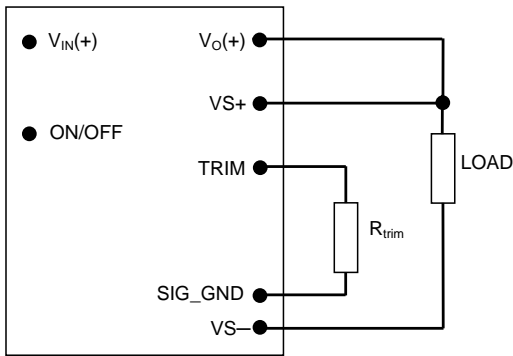 V_IN(+)
V_O(+)
VS+
ON/OFF
TRIM
LOAD
R_trim
SIG_GND
VS─